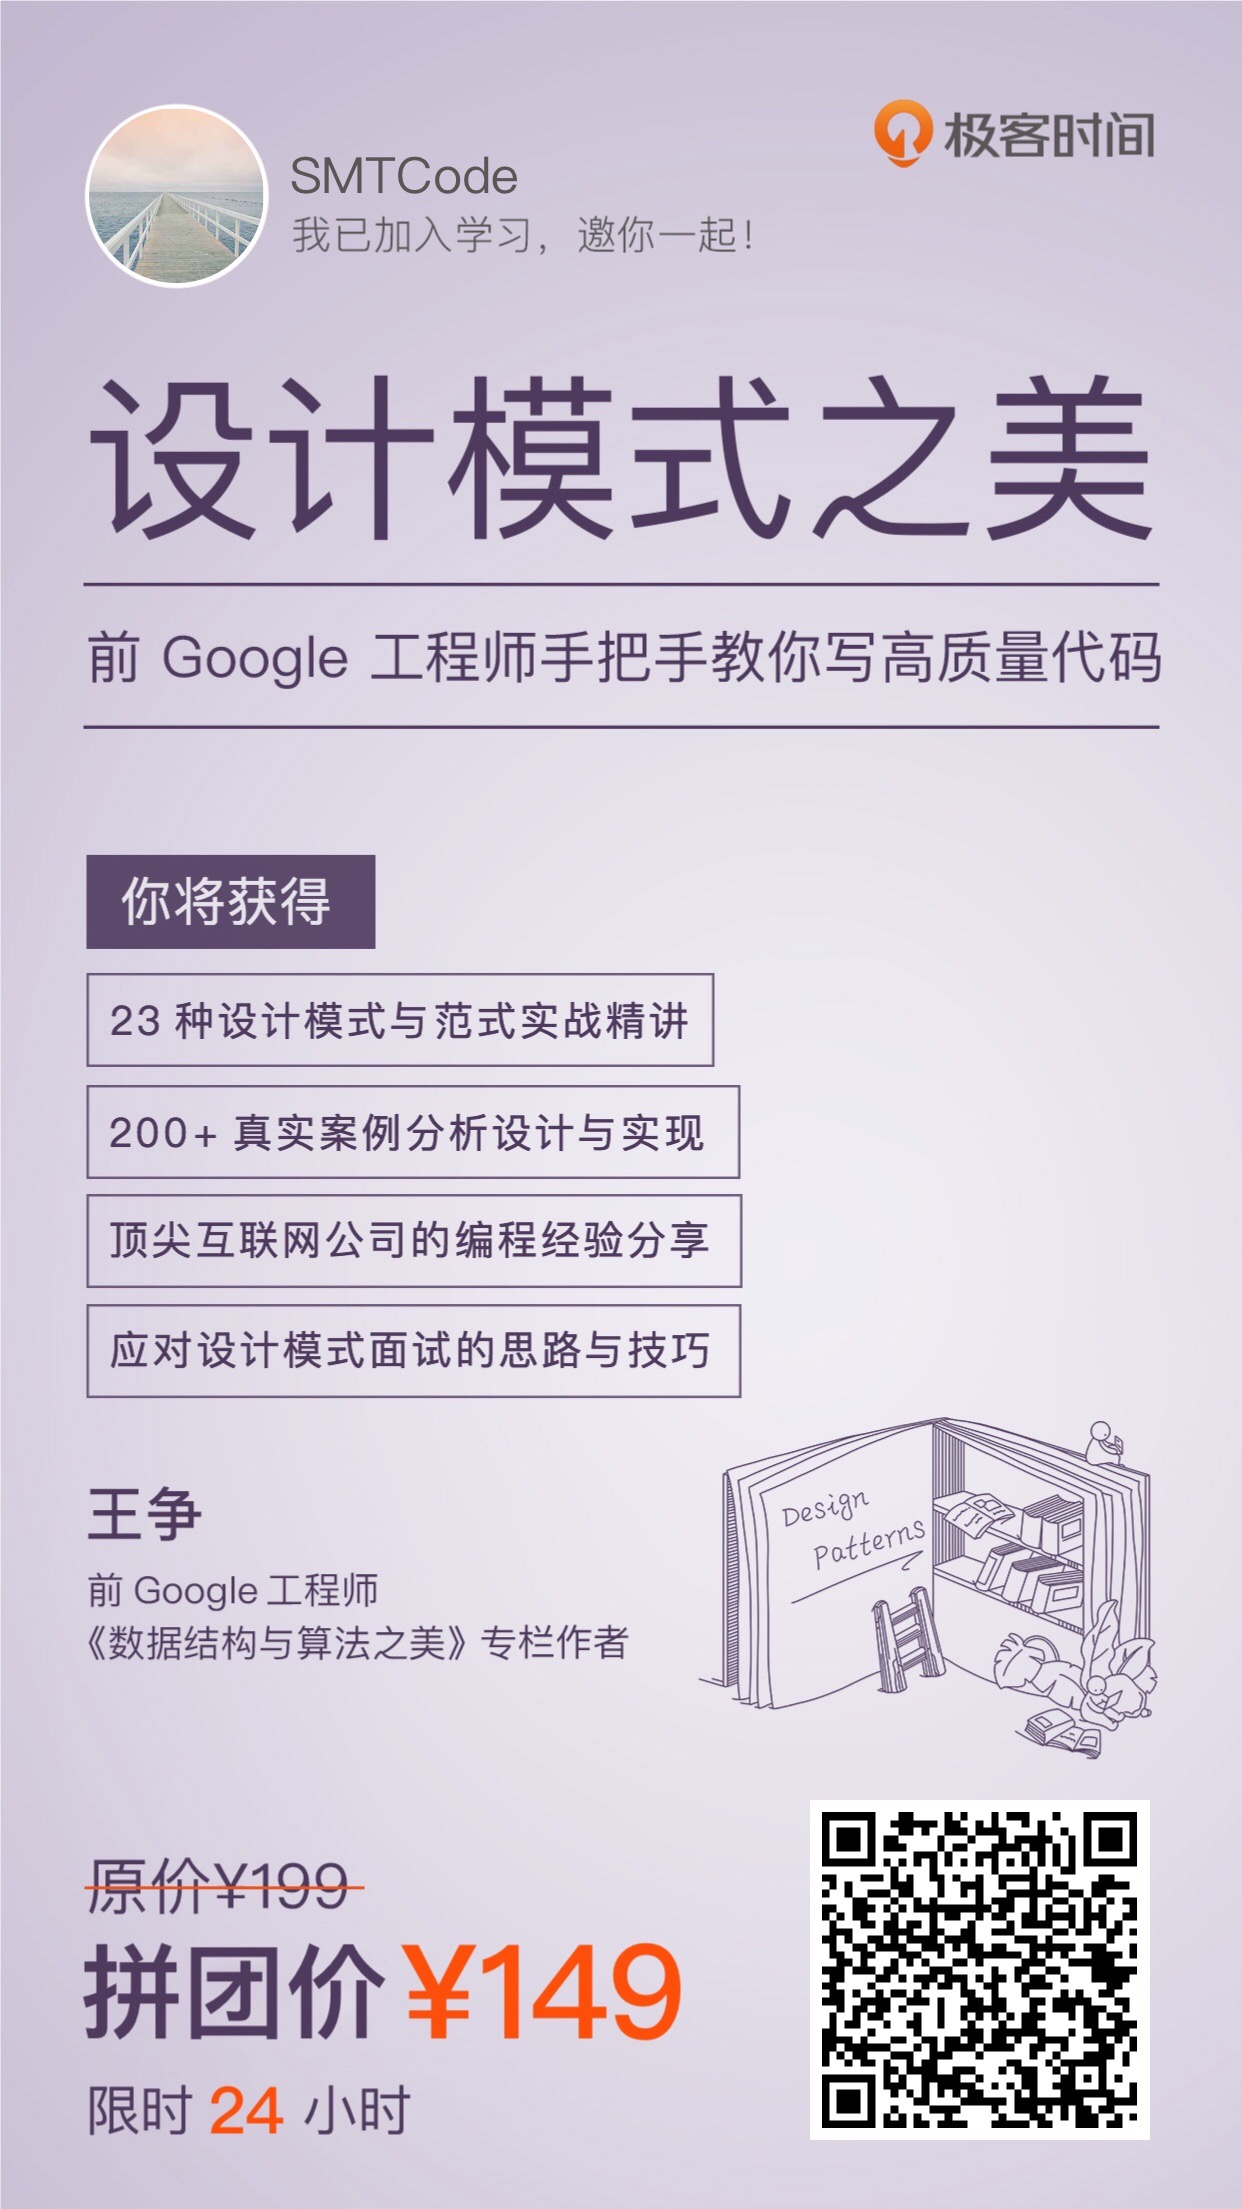 极客时间
SMTCode
我已加入学习，邀你一起！
设计模式之美
前 Google 工程师手把手教你写高质量代码
你将获得
23 种设计模式与范式实战精讲
200+ 真实案例分析设计与实现
顶尖互联网公司的编程经验分享
应对设计模式面试的思路与技巧
王争
前 Google 工程师
《数据结构与算法之美》专栏作者
Design
Patterns
原价¥199
拼团价¥149
限时 24 小时